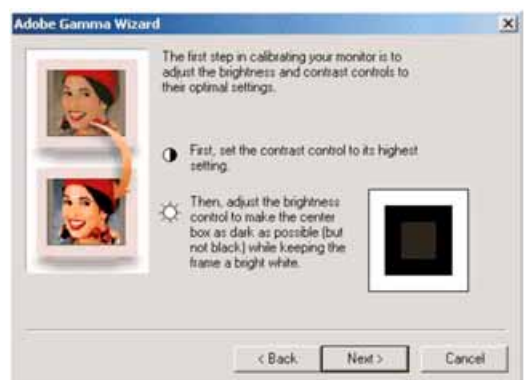 Adobe Gamma Wizard
The first step in calibrating your monitor is to
adjust the brightness and contrast controls to
their optimal settings.
First, set the contrast control to its highest
setting.
Then, adjust the brightness
control to make the center
box as dark as possible (but
not black) while keeping the
frame a bright white.
< Back
Next >
Cancel